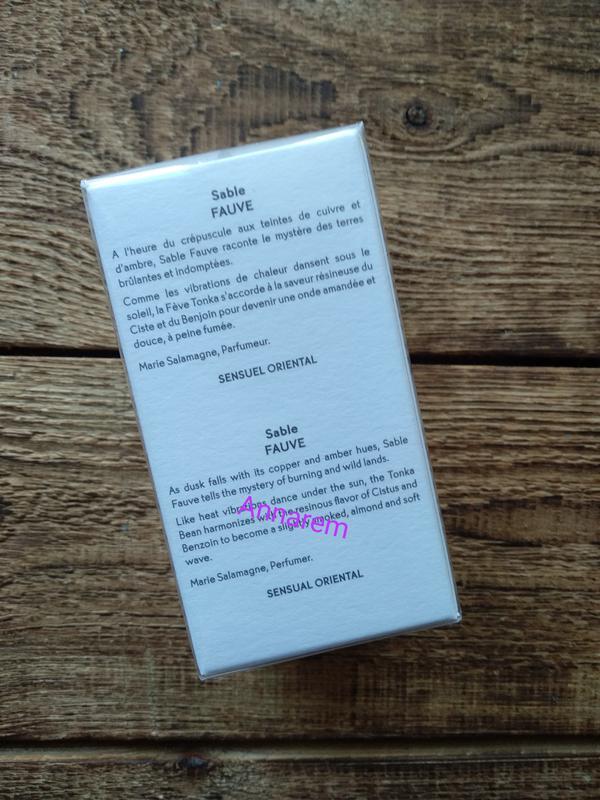 Sable
FAUVE
A l'heure du crépuscule aux teintes de cuivre et
d'ambre, Sable Fauve raconte le mystère des terres
brûlantes et indomptées.
Comme les vibrations de chaleur dansent sous le
soleil, la Fève Tonka s'accorde à la saveur résineuse du
Ciste et du Benjoin pour devenir une onde amandée et
douce, à peine fumée.
Marie Salamagne, Parfumeur.
SENSUEL ORIENTAL
Sable
FAUVE
As dusk falls with its copper and amber hues, Sable
Fauve tells the mystery of burning and wild lands.
Like heat vibrations dance under the sun, the Tonka
Bean harmonizes with the resinous flavor of Cistus and
Benzoin to become a slightly smoked, almond and soft
wave.
Annarem
Marie Salamagne, Perfumer.
SENSUAL ORIENTAL